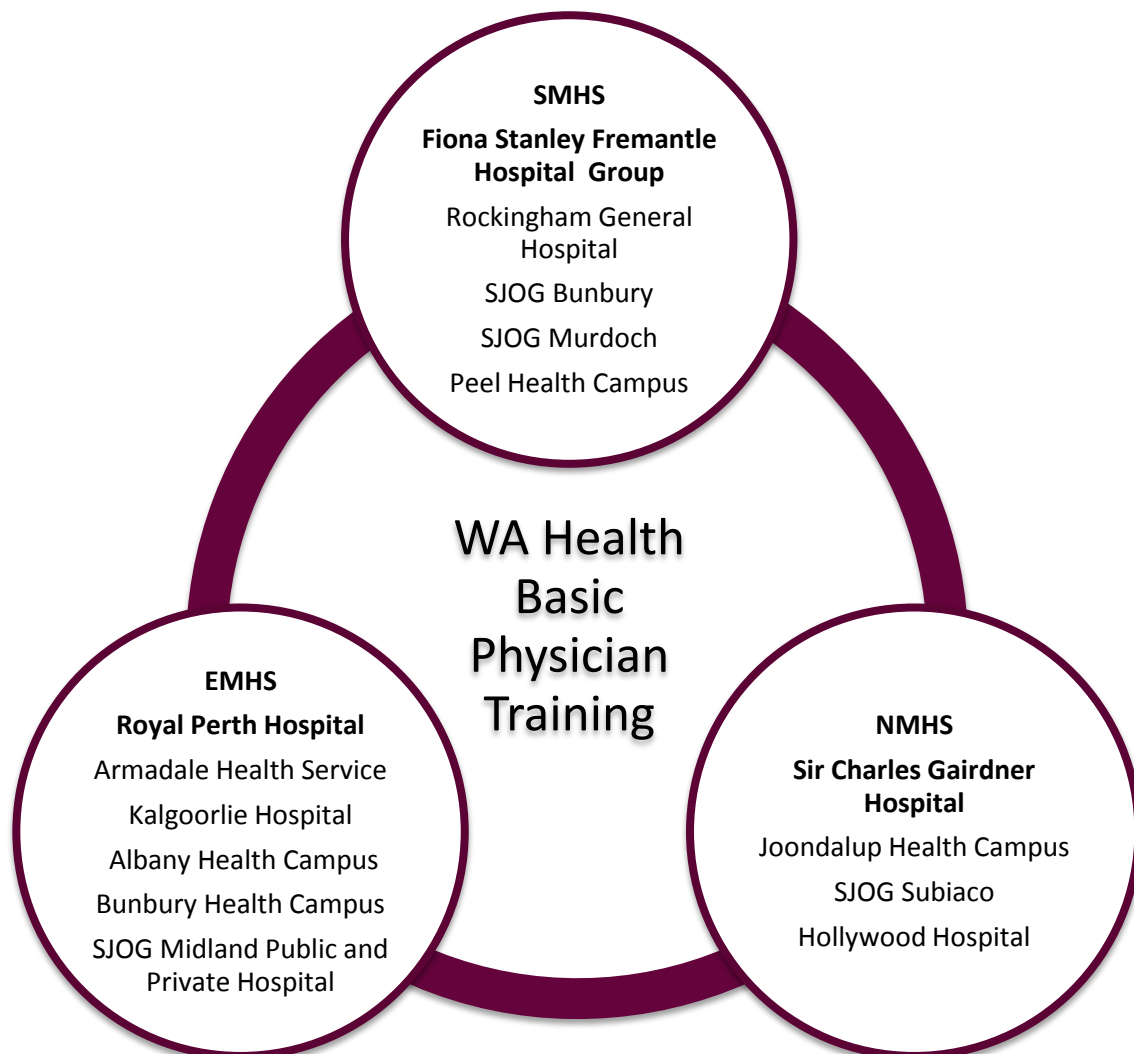 SMHS
Fiona Stanley Fremantle
Hospital Group
Rockingham General
Hospital
SJOG Bunbury
SJOG Murdoch
Peel Health Campus
WA Health
Basic
Physician
Training
EMHS
Royal Perth Hospital
Armadale Health Service
Kalgoorlie Hospital
Albany Health Campus
Bunbury Health Campus
SJOG Midland Public and
Private Hospital
NMHS
Sir Charles Gairdner
Hospital
Joondalup Health Campus
SJOG Subiaco
Hollywood Hospital